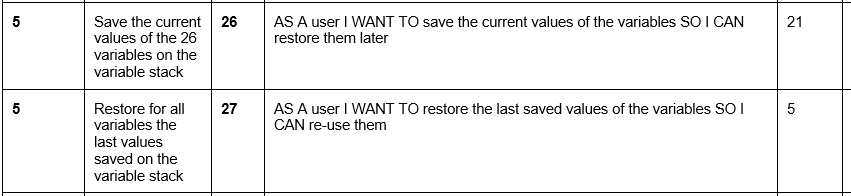 5
Save the current
values of the 26
variables on the
variable stack
26
AS A user I WANT TO save the current values of the variables SO I CAN
restore them later
21
5
Restore for all
variables the
last values
saved on the
variable stack
27
AS A user I WANT TO restore the last saved values of the variables SO I
CAN re-use them
5